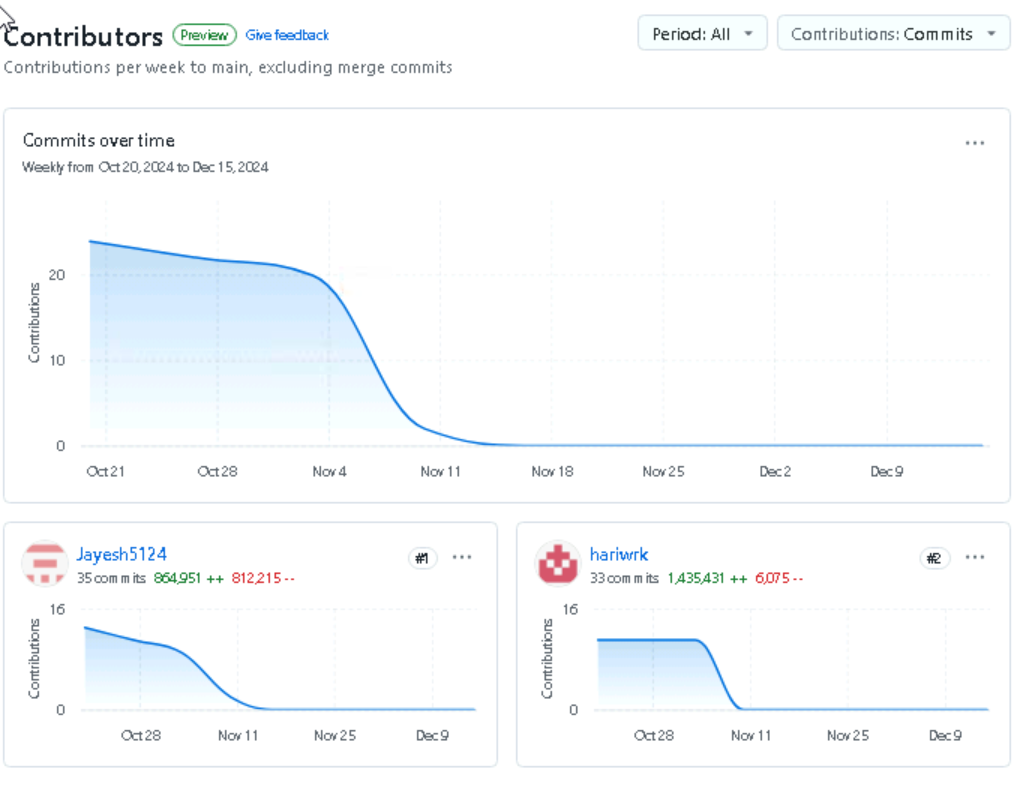 Contributors Preview Give feedback Period: All Contributions: Commits
Contributions per week to main, excluding merge commits
Commits over time
Weekly from Oct 20, 2024 to Dec 15, 2024
Contributions
20
10
0
Oct 21 Oct 28 Nov 4 Nov 11 Nov 18 Nov 25 Dec 2 Dec 9
Jayesh5124 #1
35 commits 864,951 ++ 812,215 --
Contributions
16
0
Oct 28 Nov 11 Nov 25 Dec 9
hariwrk #2
33 commits 1,435,431 ++ 6,075 --
Contributions
16
0
Oct 28 Nov 11 Nov 25 Dec 9